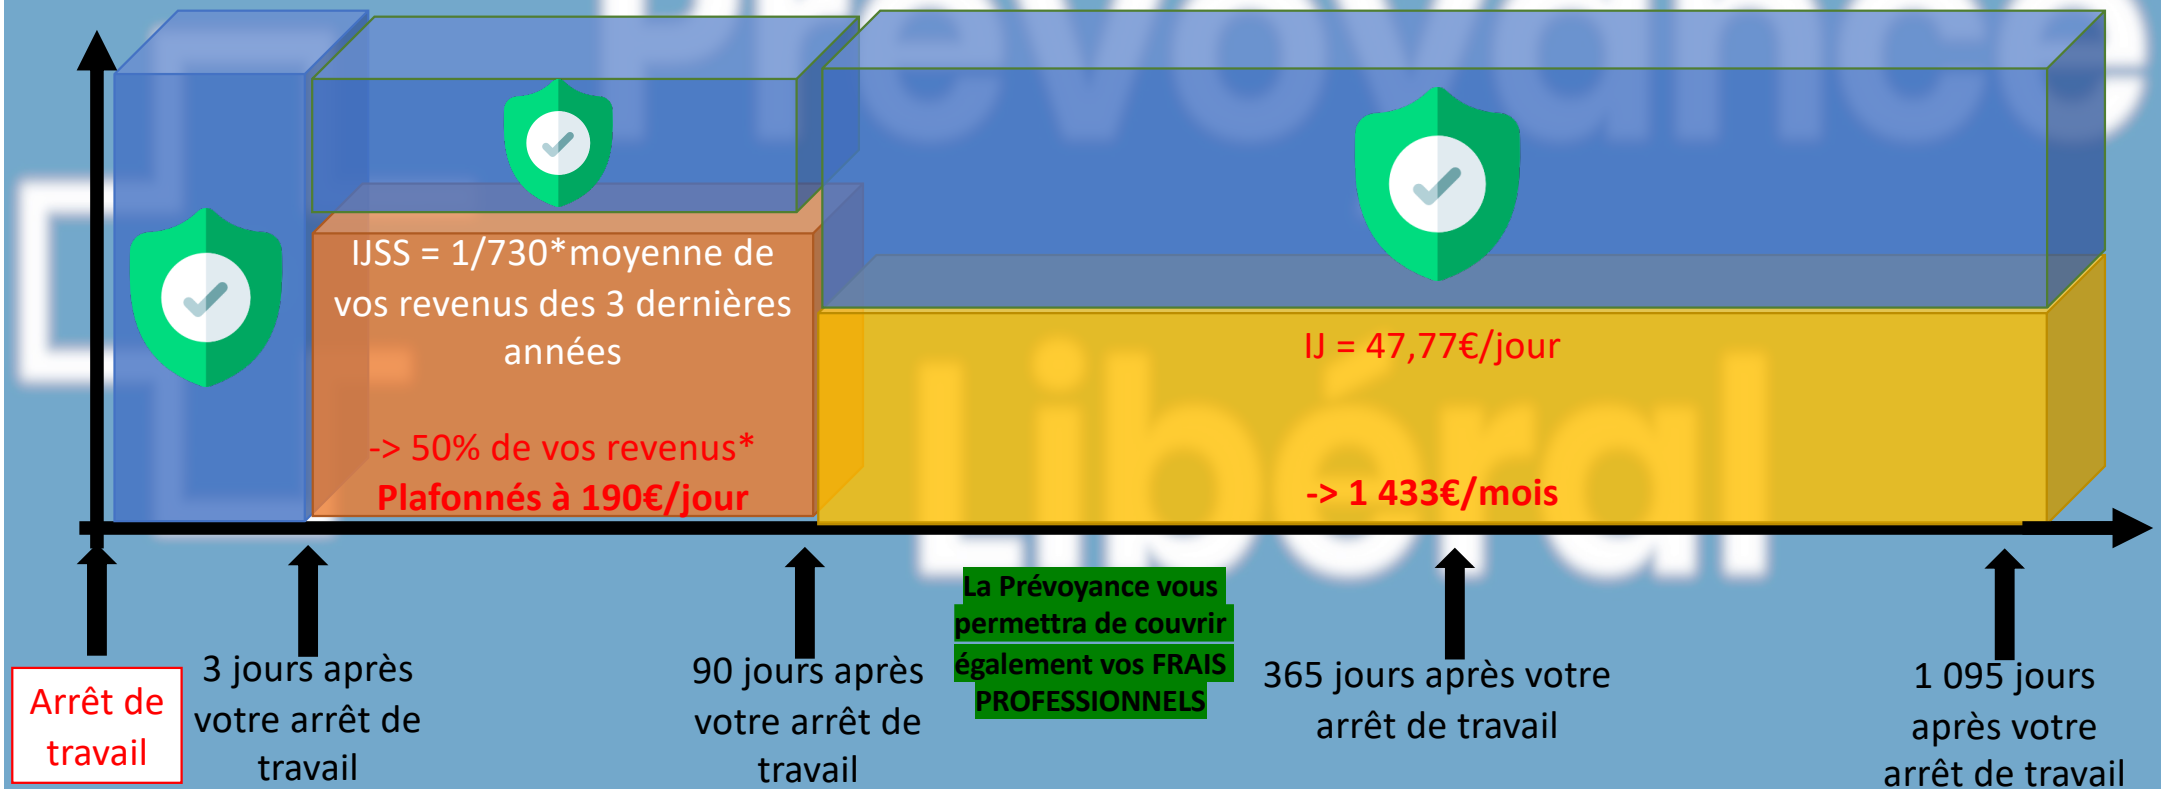 Prévoyance
Libéral
IJSS = 1/730*moyenne de
vos revenus des 3 dernières
années
-> 50% de vos revenus*
Plafonnés à 190€/jour
IJ = 47,77€/jour
-> 1 433€/mois
Arrêt de
travail
3 jours après
votre arrêt de
travail
90 jours après
votre arrêt de
travail
La Prévoyance vous
permettra de couvrir
également vos FRAIS
PROFESSIONNELS
365 jours après votre
arrêt de travail
1 095 jours
après votre
arrêt de travail